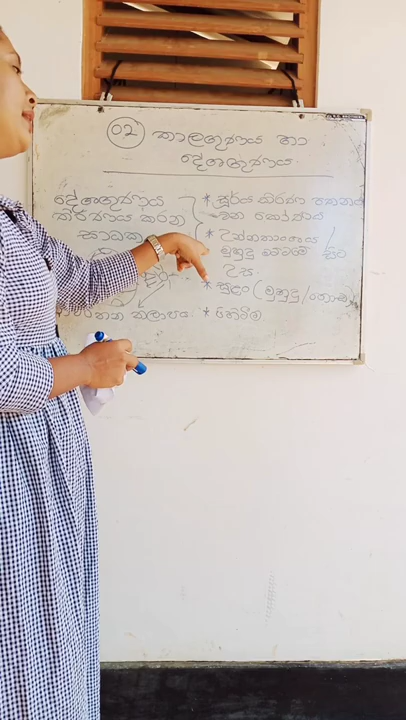 02 කාලගුණය හා
දේශගුණය
දේශගුණය
තීරණය කරන
සාධක
* සූර්ය කිරණ පතනය
වන කෝණය
* උන්නතාංශය /
මුහුදු මට්ටමේ සිට
උස.
* සුළං (මුහුදු /
* පිහිටීම